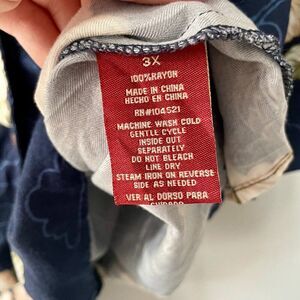 3X
100%RAYON
MADE IN CHINA
HECHO EN CHINA
RN#104521
MACHINE WASH COLD
GENTLE CYCLE
INSIDE OUT
SEPARATELY
DO NOT BLEACH
LINE DRY
STEAM IRON ON REVERSE
SIDE AS NEEDED
VER AL DORSO PARA
CUIDADO